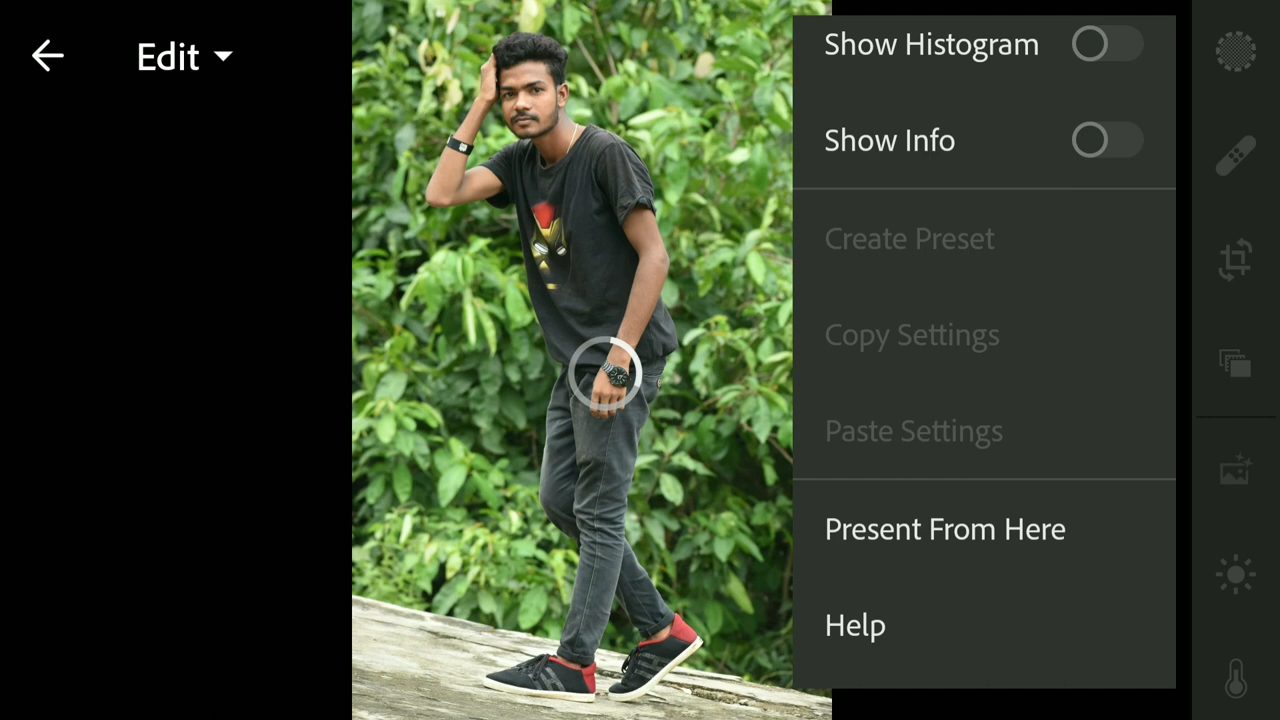 Edit
Show Histogram
Show Info
Create Preset
Copy Settings
Paste Settings
Present From Here
Help